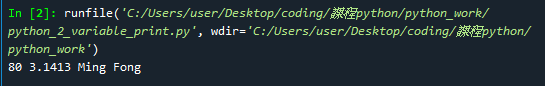 In [2]: runfile('C:/Users/user/Desktop/coding/課程python/python_work/
python_2_variable_print.py', wdir='C:/Users/user/Desktop/coding/課程python/
python_work')
80 3.1413 Ming Fong